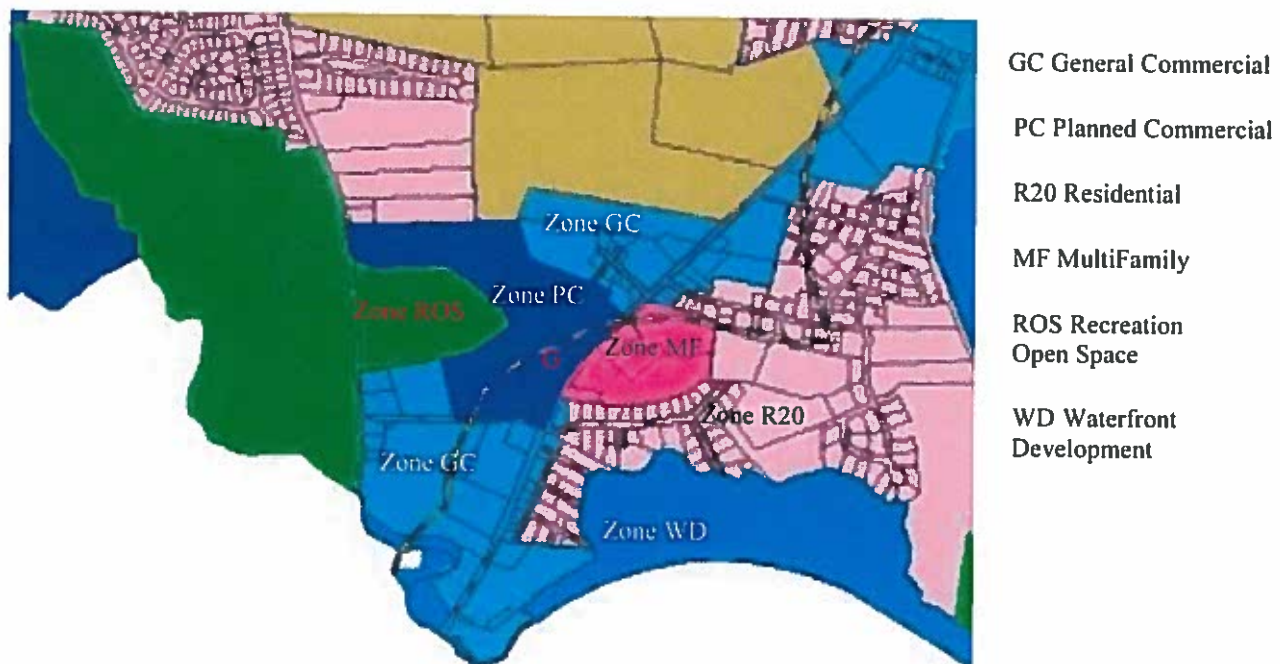 GC General Commercial
PC Planned Commercial
R20 Residential
MF MultiFamily
ROS Recreation
Open Space
WD Waterfront
Development
Zone GC
Zone PC
Zone ROS
Zone MF
G
Zone R20
Zone GC
Zone WD